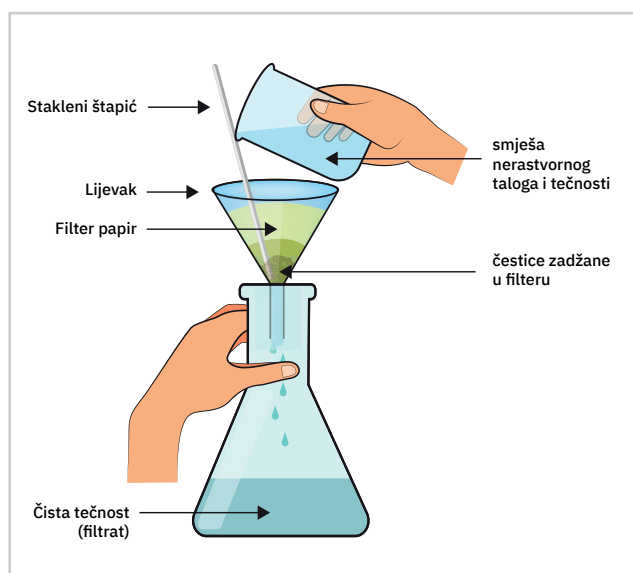 Stakleni štapić
smješa
nerastvornog
taloga i tečnosti
Lijevak
Filter papir
čestice zadžane
u filteru
Čista tečnost
(filtrat)